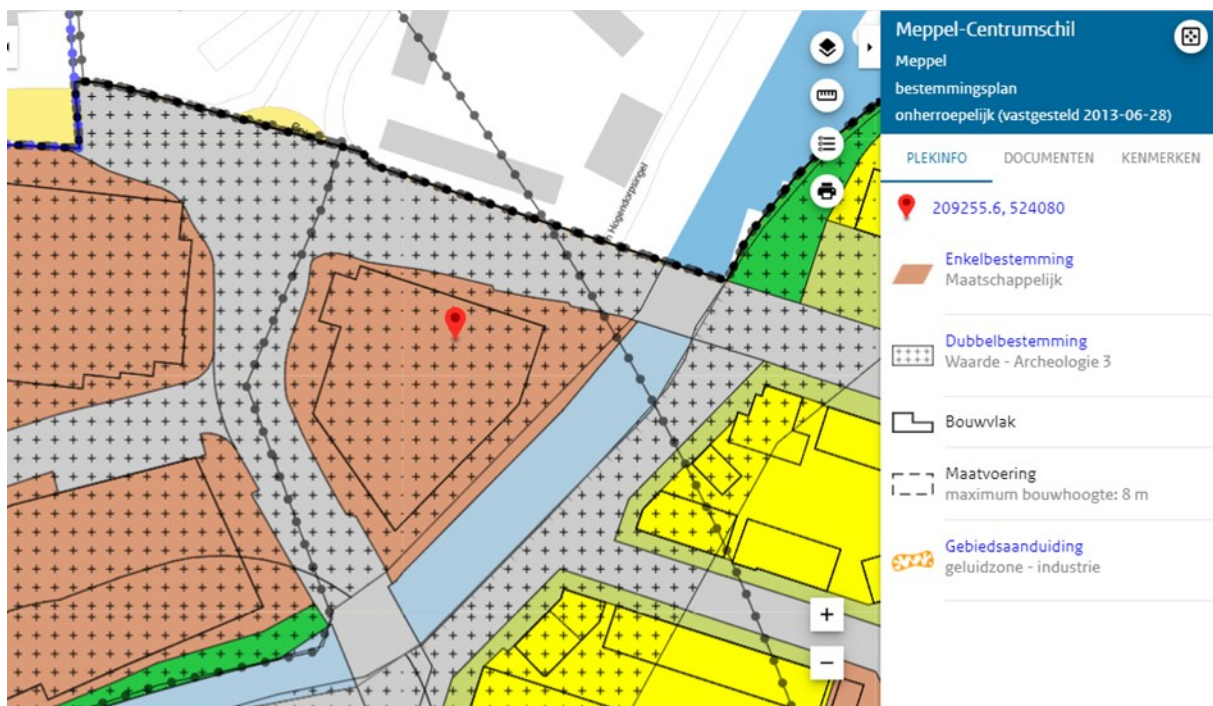 Meppel-Centrumschil
Meppel
bestemmingsplan
onherroepelijk (vastgesteld 2013-06-28)
PLEKINFO DOCUMENTEN KENMERKEN
209255.6, 524080
Enkelbestemming
Maatschappelijk
Dubbelbestemming
Waarde - Archeologie 3
Bouwvlak
Maatvoering
maximum bouwhoogte: 8 m
Gebiedsaanduiding
geluidzone - industrie
n Hogendorpsingel
+
−